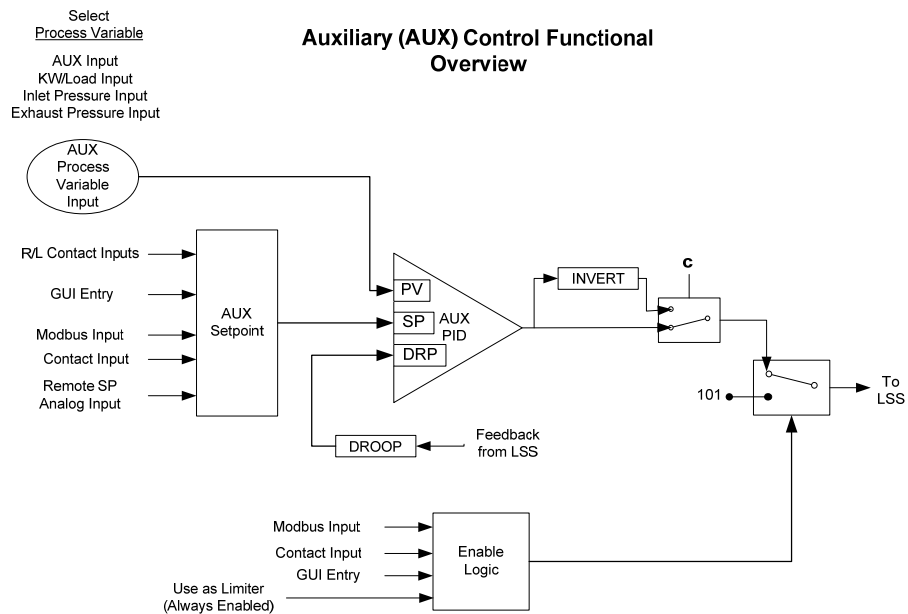 Select
Process Variable
AUX Input
KW/Load Input
Inlet Pressure Input
Exhaust Pressure Input
Auxiliary (AUX) Control Functional
Overview
AUX
Process
Variable
Input
R/L Contact Inputs
GUI Entry
Modbus Input
Contact Input
Remote SP
Analog Input
AUX
Setpoint
PV
SP
DRP
AUX
PID
INVERT
C
101
To
LSS
DROOP
Feedback
from LSS
Modbus Input
Contact Input
GUI Entry
Use as Limiter
(Always Enabled)
Enable
Logic